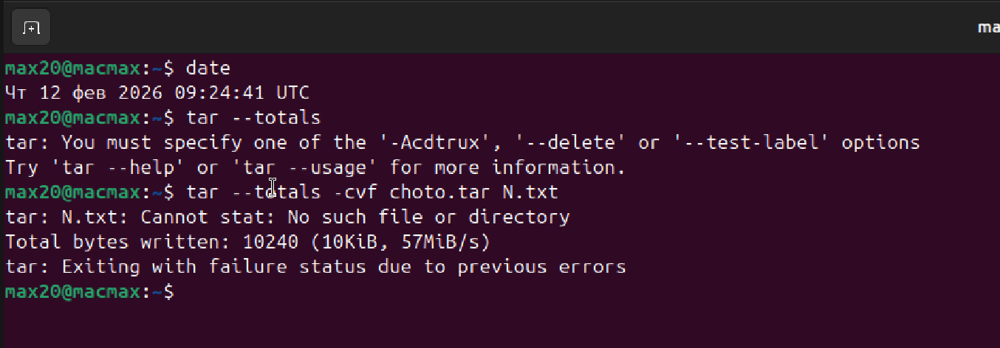 ma
max20@macmax:~$ date
Чт 12 фев 2026 09:24:41 UTC
max20@macmax:~$ tar --totals
tar: You must specify one of the '-Acdtrux', '--delete' or '--test-label' options
Try 'tar --help' or 'tar --usage' for more information.
max20@macmax:~$ tar --totals -cvf choto.tar N.txt
tar: N.txt: Cannot stat: No such file or directory
Total bytes written: 10240 (10KiB, 57MiB/s)
tar: Exiting with failure status due to previous errors
max20@macmax:~$